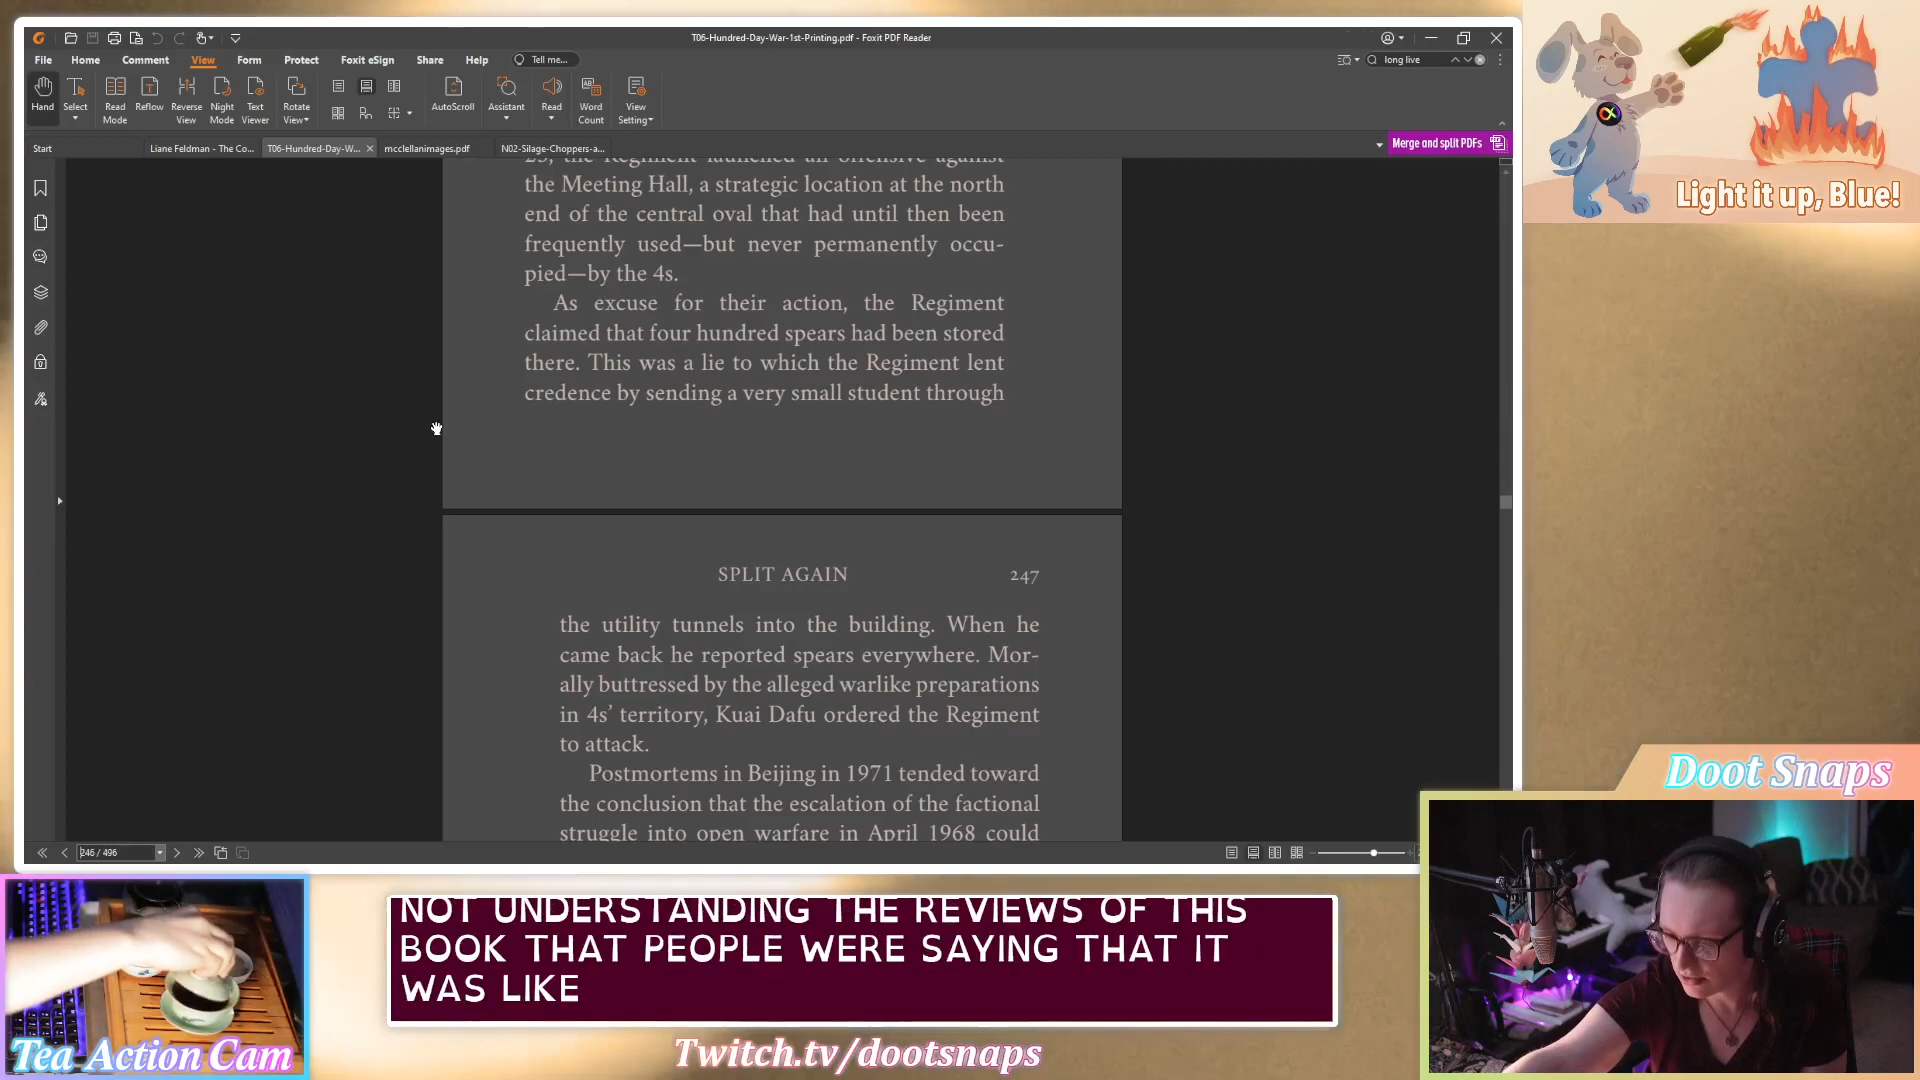 T06-Hundred-Day-War-1st-Printing.pdf - Foxit PDF Reader
File Home Comment View Form Protect Foxit eSign Share Help Tell me... long live
Hand Select Read Mode Reflow Reverse View Night Mode Text Viewer Rotate View AutoScroll Assistant Read Word Count View Setting
Start Liane Feldman - The Co... T06-Hundred-Day-W... mcclellanimages.pdf N02-Silage-Choppers-a... Merge and split PDFs
25, the Regiment launched an offensive against
the Meeting Hall, a strategic location at the north
end of the central oval that had until then been
frequently used—but never permanently occu-
pied—by the 4s.
As excuse for their action, the Regiment
claimed that four hundred spears had been stored
there. This was a lie to which the Regiment lent
credence by sending a very small student through
SPLIT AGAIN 247
the utility tunnels into the building. When he
came back he reported spears everywhere. Mor-
ally buttressed by the alleged warlike preparations
in 4s’ territory, Kuai Dafu ordered the Regiment
to attack.
Postmortems in Beijing in 1971 tended toward
the conclusion that the escalation of the factional
struggle into open warfare in April 1968 could
246 / 496
Light it up, Blue!
Doot Snaps
Tea Action Cam
NOT UNDERSTANDING THE REVIEWS OF THIS
BOOK THAT PEOPLE WERE SAYING THAT IT
WAS LIKE
Twitch.tv/dootsnaps